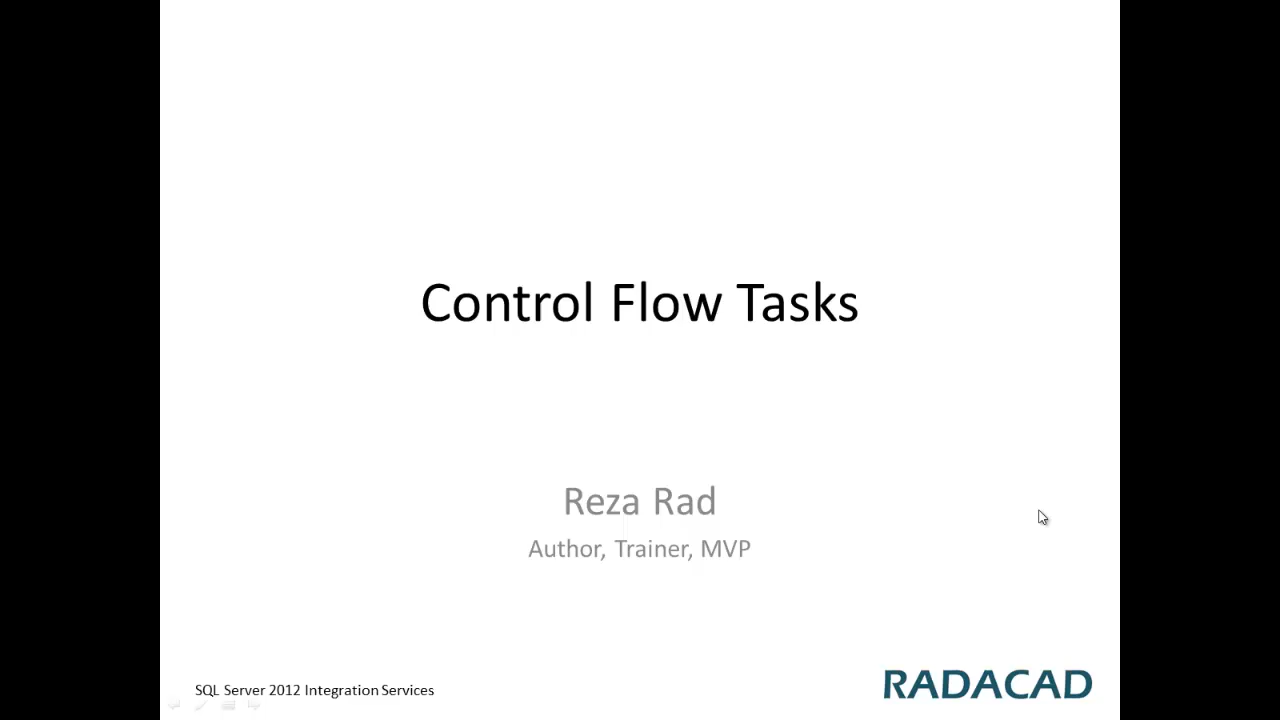 Control Flow Tasks
Reza Rad
Author, Trainer, MVP
SQL Server 2012 Integration Services
RADACAD